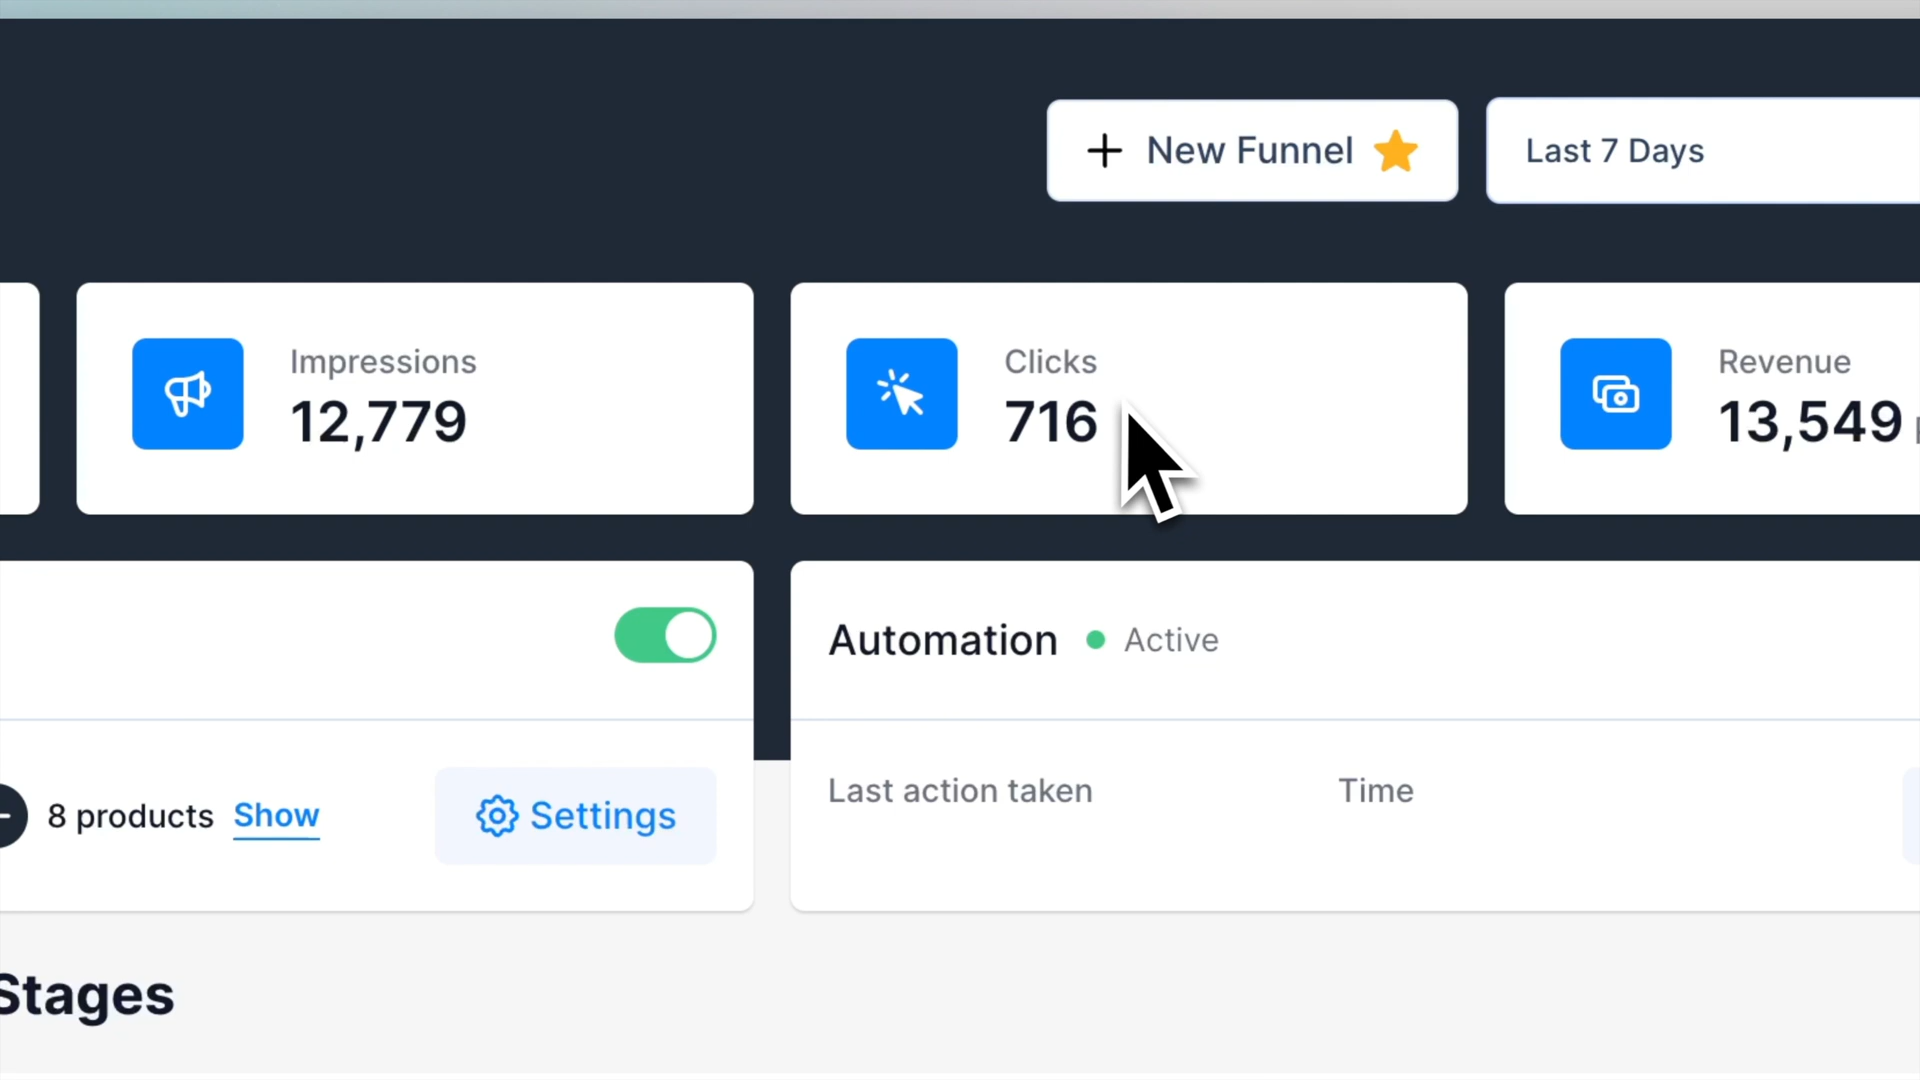 New Funnel
Last 7 Days
Impressions
12,779
Clicks
716
Revenue
13,549
Automation
Active
8 products Show
Settings
Last action taken
Time
Stages